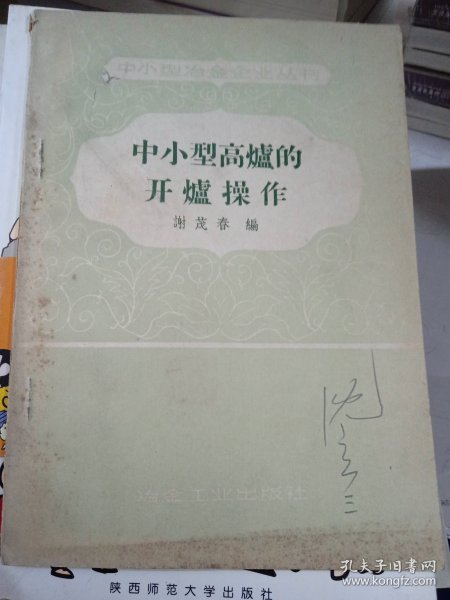 中小型冶金企业丛刊
中小型高爐的
开爐操作
謝茂春 編
冶金工业出版社
陕西师范大学出版社
孔夫子旧书网
www.kongfz.com